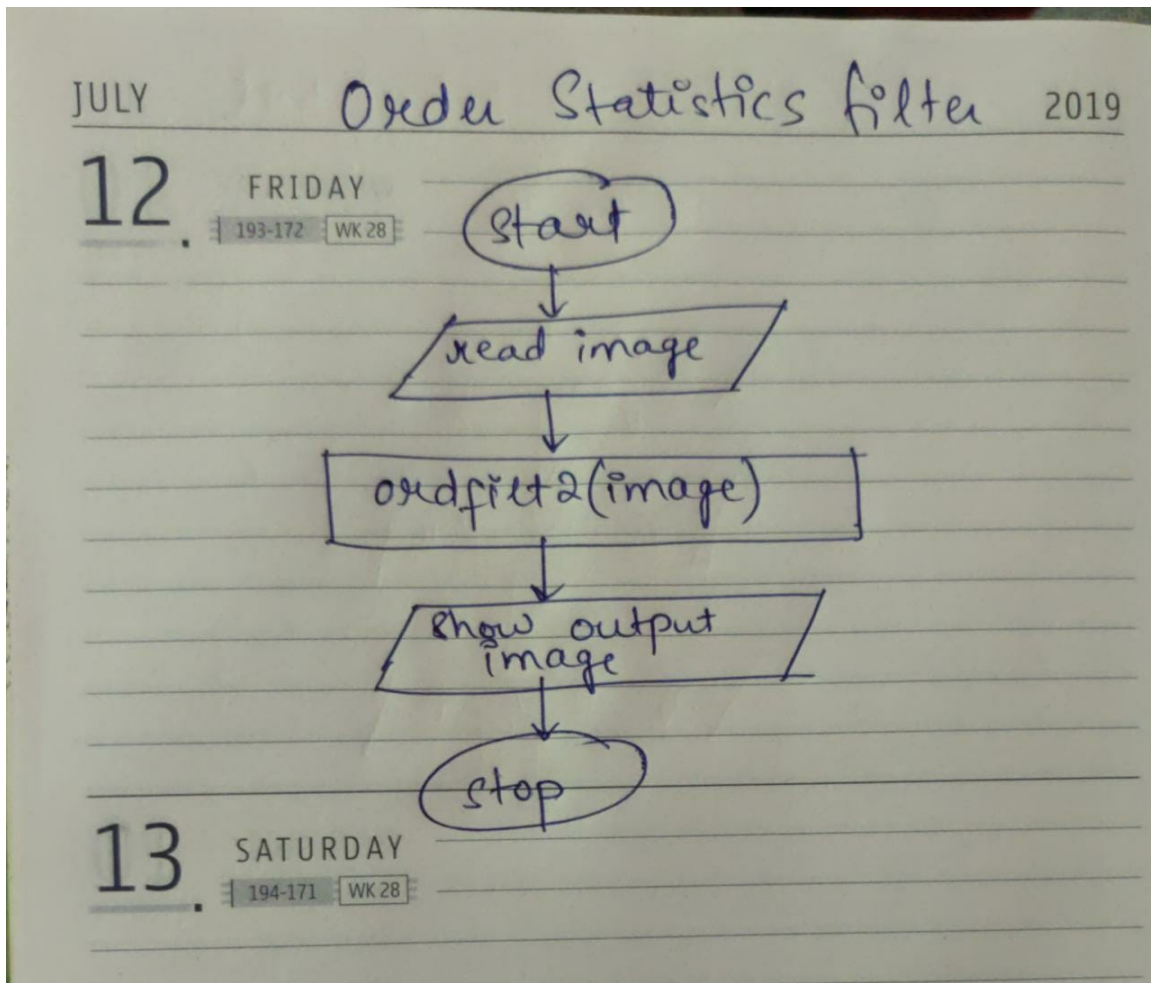 JULY Order Statistics filter 2019
12. FRIDAY
193-172 WK 28
start
read image
ordfilt2(image)
show output
image
stop
13. SATURDAY
194-171 WK 28